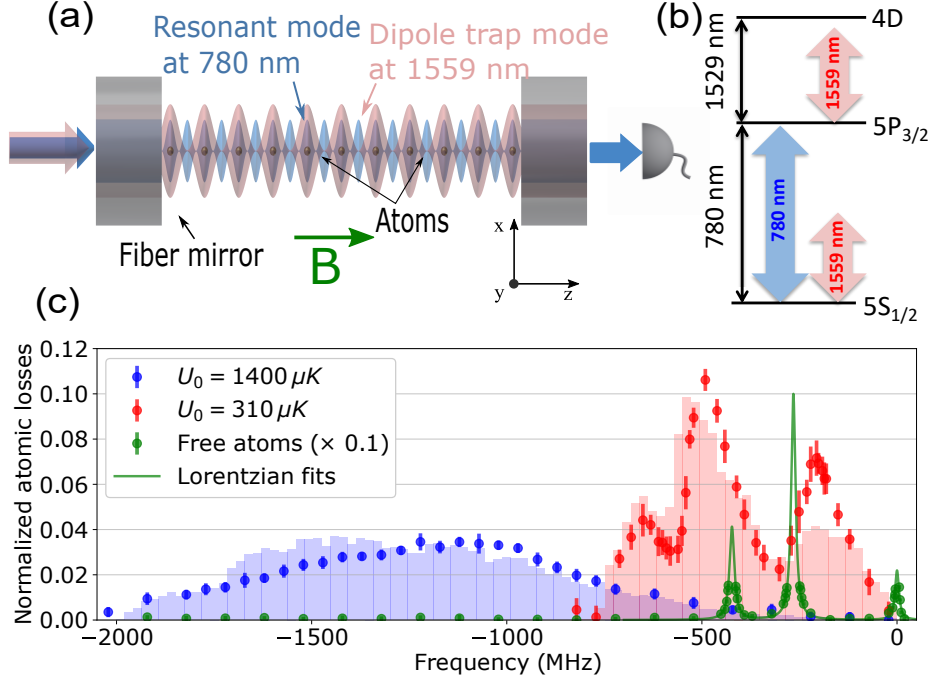 (a)
Resonant mode
at 780 nm
Dipole trap mode
at 1559 nm
Fiber mirror
Atoms
B
x
y
z
(b)
4D
1529 nm
1559 nm
5P3/2
780 nm
780 nm
1559 nm
5S1/2
(c)
Normalized atomic losses
0.12
0.10
0.08
0.06
0.04
0.02
0.00
U0 = 1400 μK
U0 = 310 μK
Free atoms (× 0.1)
Lorentzian fits
−2000
−1500
−1000
−500
0
Frequency (MHz)